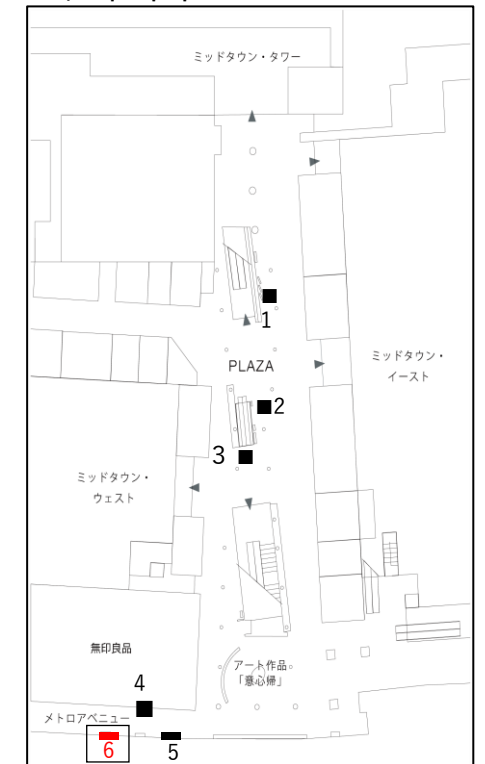 ミッドタウン・タワー
1
PLAZA
ミッドタウン・
イースト
2
3
ミッドタウン・
ウェスト
無印良品
アート作品
「意心帰」
4
メトロアベニュー
6
5